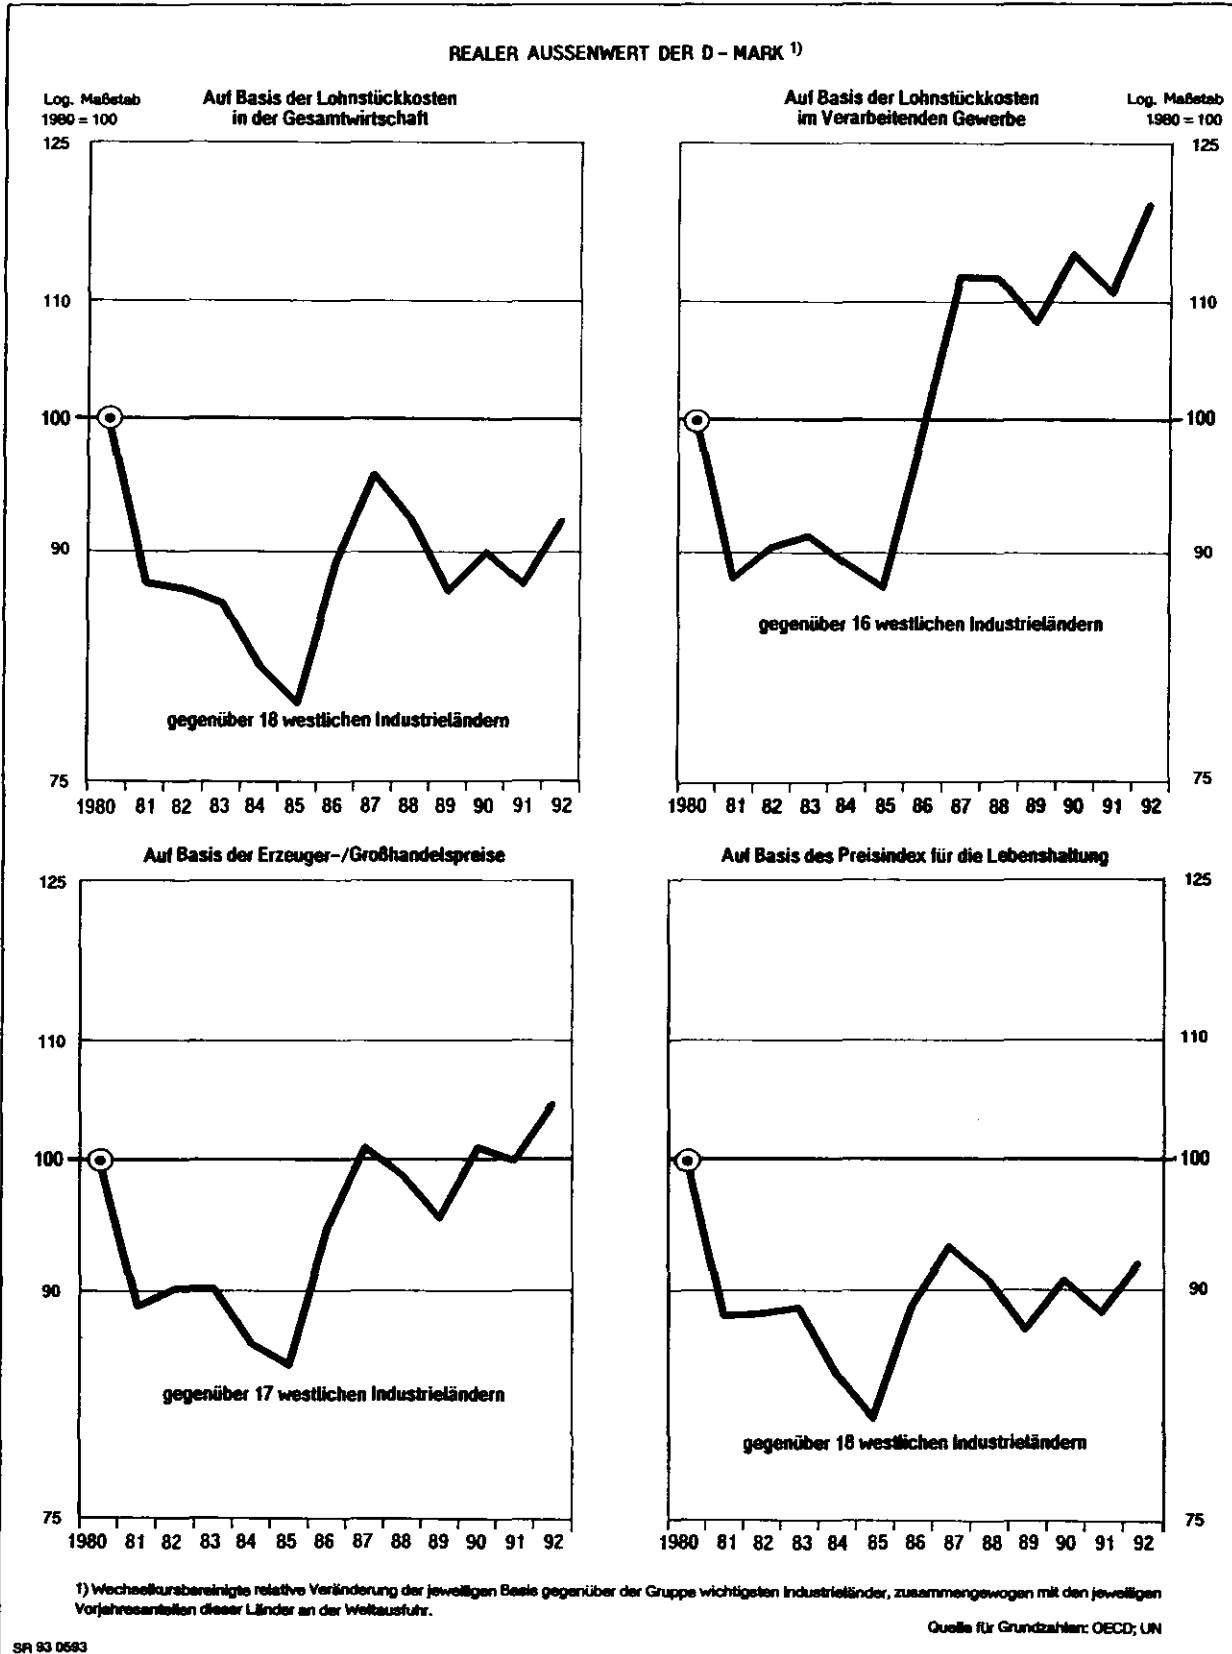 REALER AUSSENWERT DER D – MARK 1)
Log. Maßstab
1980 = 100
Auf Basis der Lohnstückkosten
in der Gesamtwirtschaft
125
110
100
90
75
gegenüber 18 westlichen Industrieländern
1980 81 82 83 84 85 86 87 88 89 90 91 92
Auf Basis der Lohnstückkosten
im Verarbeitenden Gewerbe
Log. Maßstab
1980 = 100
125
110
100
90
75
gegenüber 16 westlichen Industrieländern
1980 81 82 83 84 85 86 87 88 89 90 91 92
Auf Basis der Erzeuger-/Großhandelspreise
125
110
100
90
75
gegenüber 17 westlichen Industrieländern
1980 81 82 83 84 85 86 87 88 89 90 91 92
Auf Basis des Preisindex für die Lebenshaltung
125
110
100
90
75
gegenüber 18 westlichen Industrieländern
1980 81 82 83 84 85 86 87 88 89 90 91 92
1) Wechselkursbereinigte relative Veränderung der jeweiligen Basis gegenüber der Gruppe wichtigsten Industrieländer, zusammengewogen mit den jeweiligen
Vorjahresanteilen dieser Länder an der Weltausfuhr.
Quelle für Grundzahlen: OECD; UN
SR 93 0593